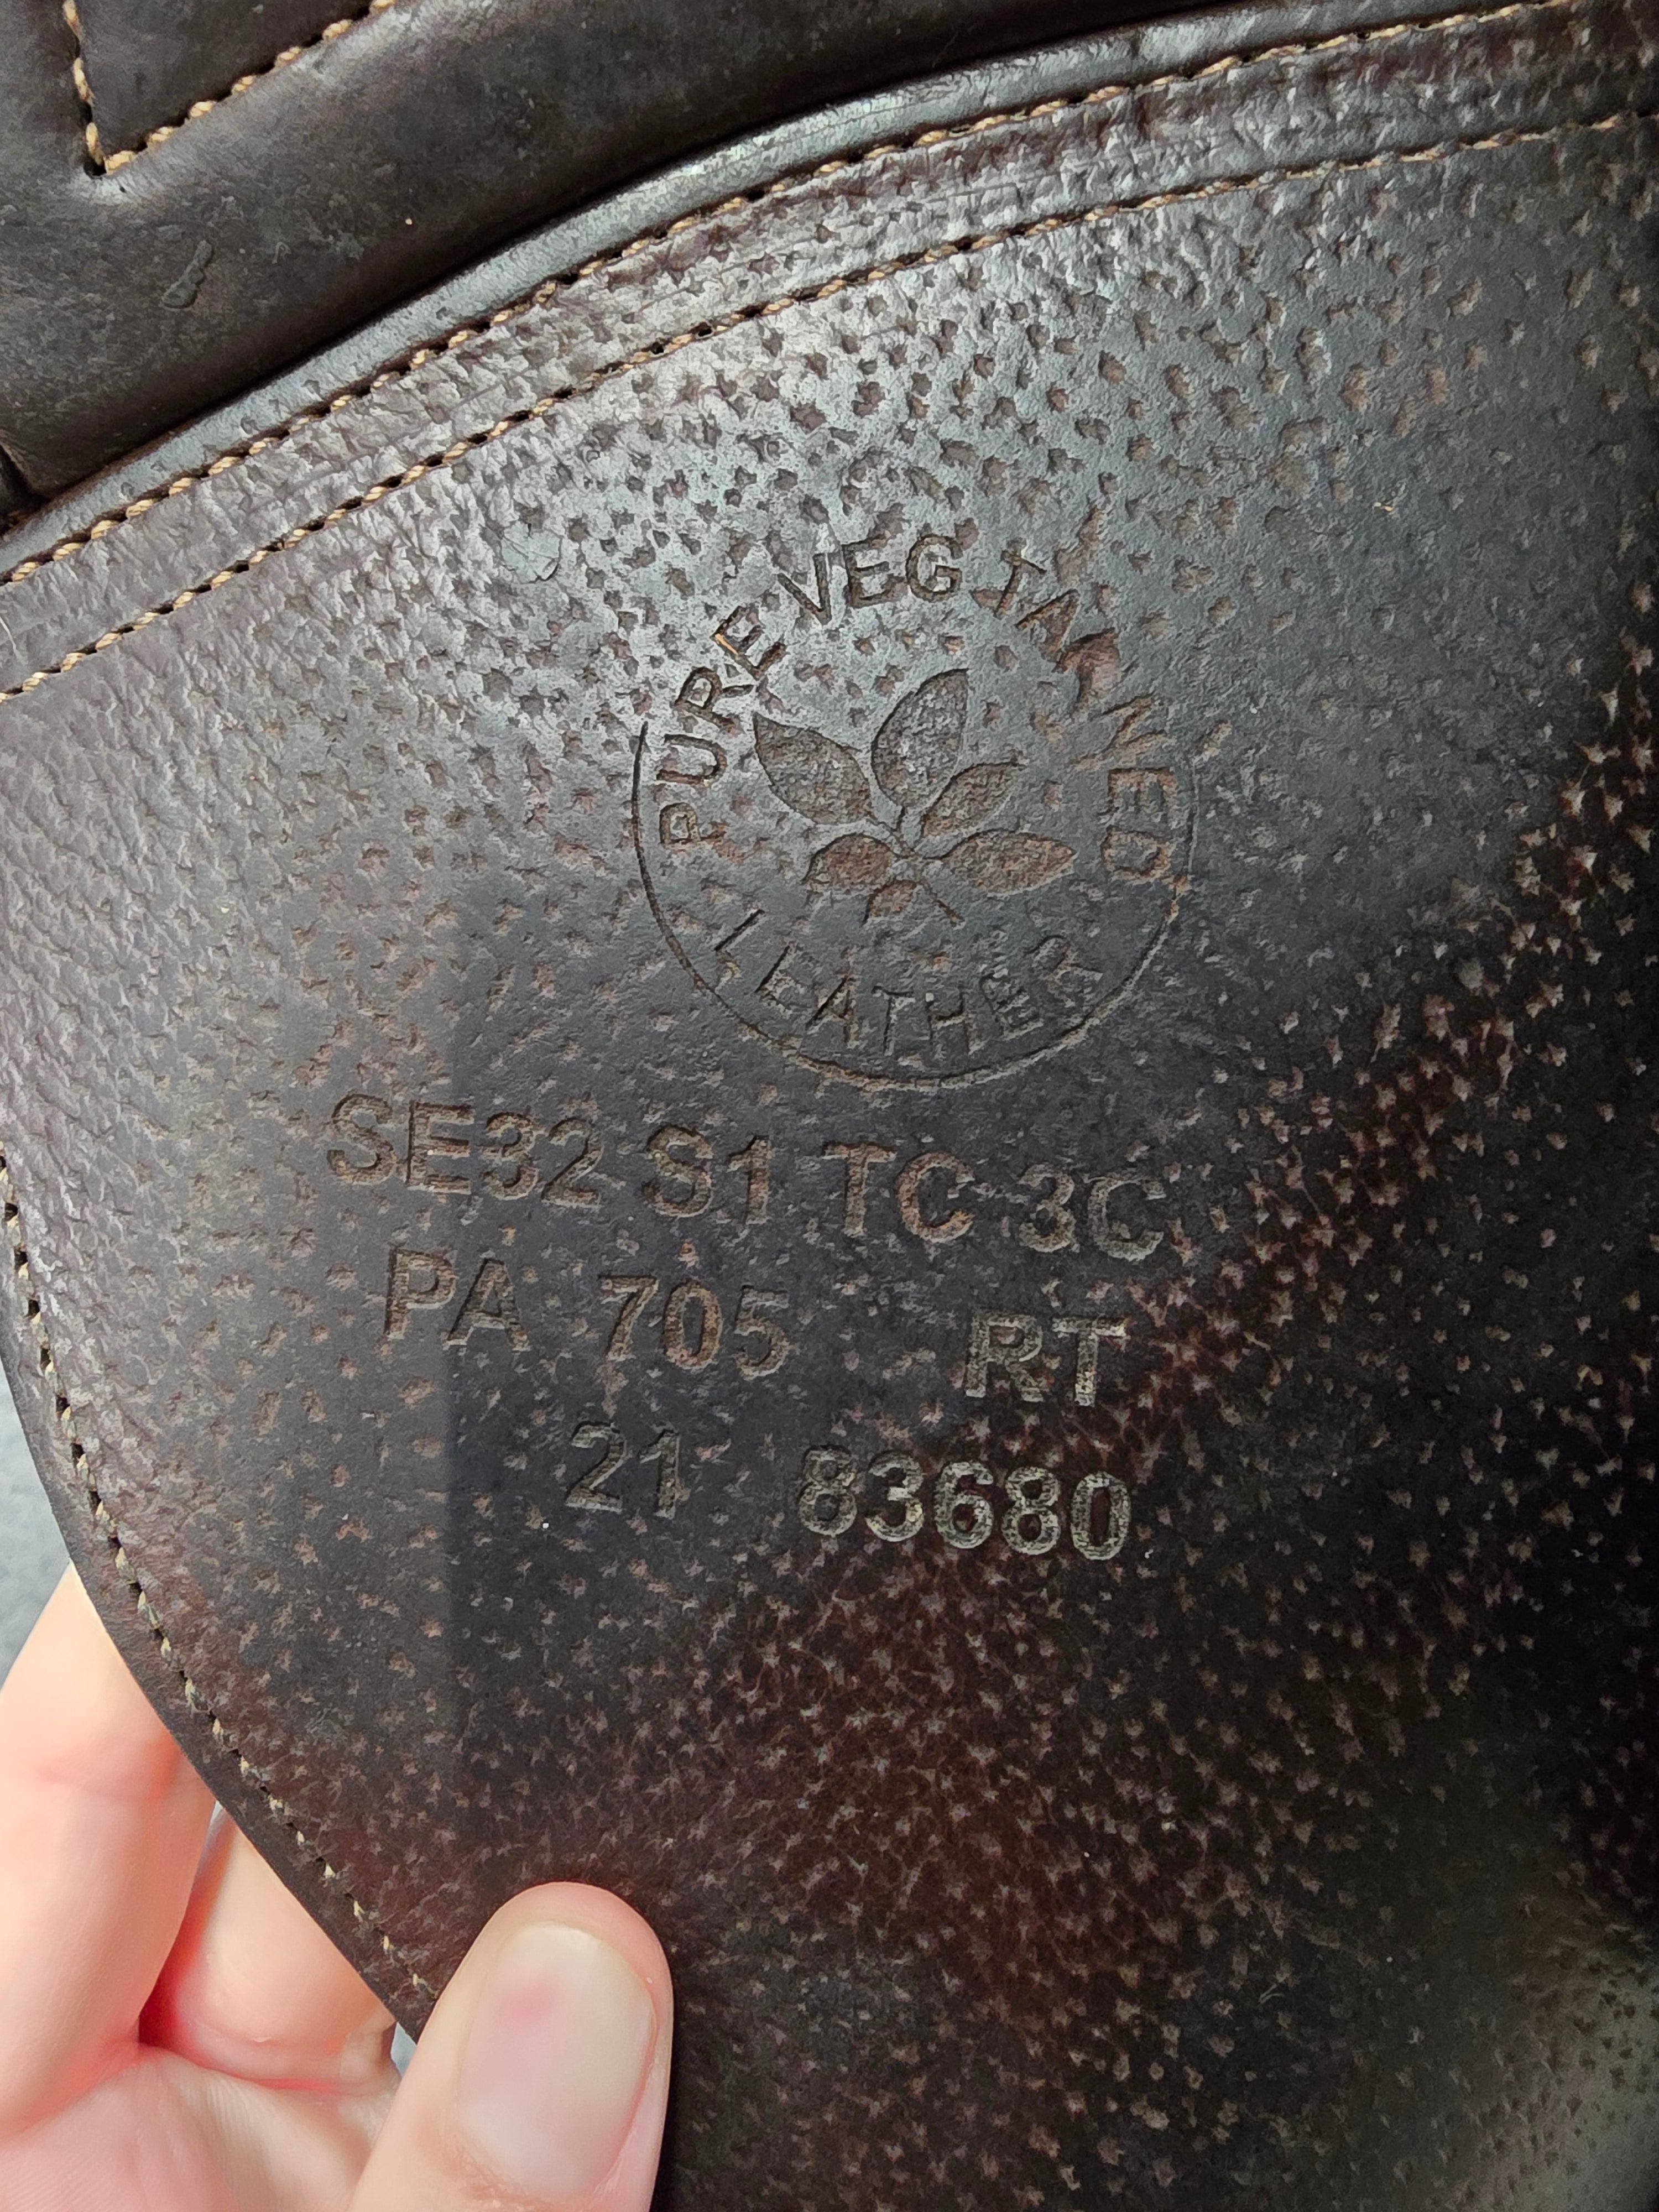 PURE VEG TANNED
LEATHER
SE32 S1 TC 3C
PA 705 RT
21 83680